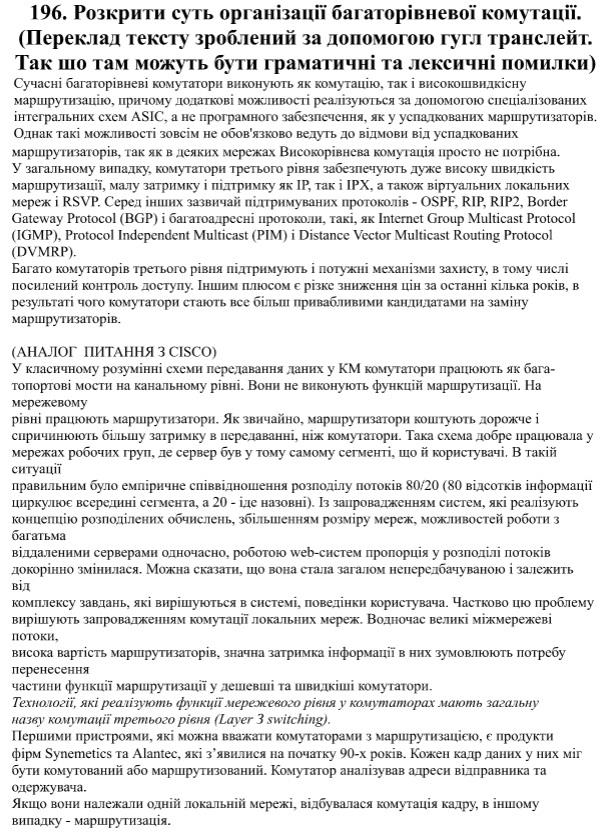 196. Розкрити суть організації багаторівневої комутації.
(Переклад тексту зроблений за допомогою гугл транслейт.
Так шо там можуть бути граматичні та лексичні помилки)
Сучасні багаторівневі комутатори виконують як комутацію, так і високошвидкісну
маршрутизацію, причому додаткові можливості реалізуються за допомогою спеціалізованих
інтегральних схем ASIC, а не програмного забезпечення, як у успадкованих маршрутизаторів.
Однак такі можливості зовсім не обов'язково ведуть до відмови від успадкованих
маршрутизаторів, так як в деяких мережах Високорівнева комутація просто не потрібна.
У загальному випадку, комутатори третього рівня забезпечують дуже високу швидкість
маршрутизації, малу затримку і підтримку як IP, так і IPX, а також віртуальних локальних
мереж і RSVP. Серед інших зазвичай підтримуваних протоколів - OSPF, RIP, RIP2, Border
Gateway Protocol (BGP) і багатоадресні протоколи, такі, як Internet Group Multicast Protocol
(IGMP), Protocol Independent Multicast (PIM) і Distance Vector Multicast Routing Protocol
(DVMRP).
Багато комутаторів третього рівня підтримують і потужні механізми захисту, в тому числі
посилений контроль доступу. Іншим плюсом є різке зниження цін за останні кілька років, в
результаті чого комутатори стають все більш привабливими кандидатами на заміну
маршрутизаторів.
(АНАЛОГ ПИТАННЯ З CISCO)
У класичному розумінні схеми передавання даних у КМ комутатори працюють як бага-
топортові мости на канальному рівні. Вони не виконують функцій маршрутизації. На
мережевому
рівні працюють маршрутизатори. Як звичайно, маршрутизатори коштують дорожче і
спричинюють більшу затримку в передаванні, ніж комутатори. Така схема добре працювала у
мережах робочих груп, де сервер був у тому самому сегменті, що й користувачі. В такій
ситуації
правильним було емпіричне співвідношення розподілу потоків 80/20 (80 відсотків інформації
циркулює всередині сегмента, а 20 - іде назовні). Із запровадженням систем, які реалізують
концепцію розподілених обчислень, збільшенням розміру мереж, можливостей роботи з
багатьма
віддаленими серверами одночасно, роботою web-систем пропорція у розподілі потоків
докорінно змінилася. Можна сказати, що вона стала загалом непередбачуваною і залежить
від
комплексу завдань, які вирішуються в системі, поведінки користувача. Частково цю проблему
вирішують запровадженням комутації локальних мереж. Водночас великі міжмережеві
потоки,
висока вартість маршрутизаторів, значна затримка інформації в них зумовлюють потребу
перенесення
частини функції маршрутизації у дешевші та швидкіші комутатори.
Технології, які реалізують функції мережевого рівня у комутаторах мають загальну
назву комутації третього рівня (Layer 3 switching).
Першими пристроями, які можна вважати комутаторами з маршрутизацією, є продукти
фірм Synemetics та Alantec, які з’явилися на початку 90-х років. Кожен кадр даних у них міг
бути комутований або маршрутизований. Комутатор аналізував адреси відправника та
одержувача.
Якщо вони належали одній локальній мережі, відбувалася комутація кадру, в іншому
випадку - маршрутизація.